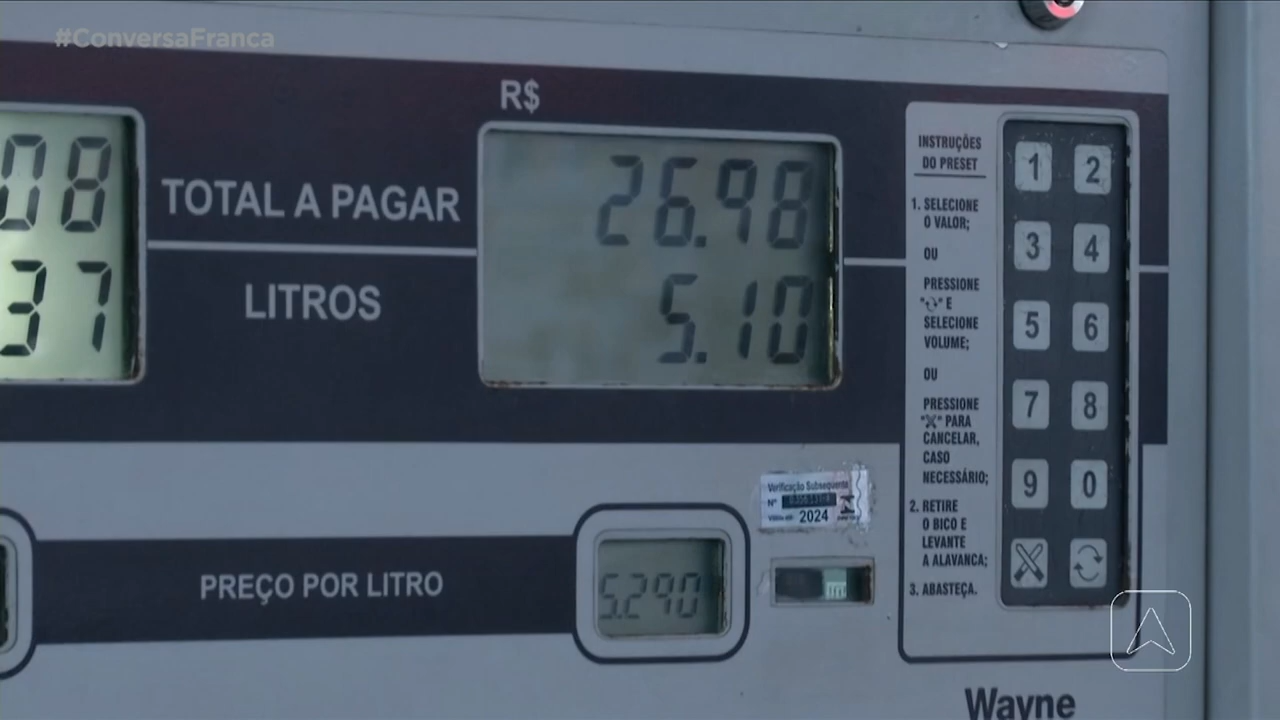 #ConversaFranca
R$
08
TOTAL A PAGAR
26.98
37
LITROS
5.10
PREÇO POR LITRO
5.290
Verificação Subsequente
Nº
2024
INSTRUÇÕES
DO PRESET
1. SELECIONE
O VALOR;
OU
PRESSIONE
" " E
SELECIONE
VOLUME;
OU
PRESSIONE
" " PARA
CANCELAR,
CASO
NECESSÁRIO;
2. RETIRE
O BICO E
LEVANTE
A ALAVANCA;
3. ABASTEÇA.
1 2
3 4
5 6
7 8
9 0
Wayne